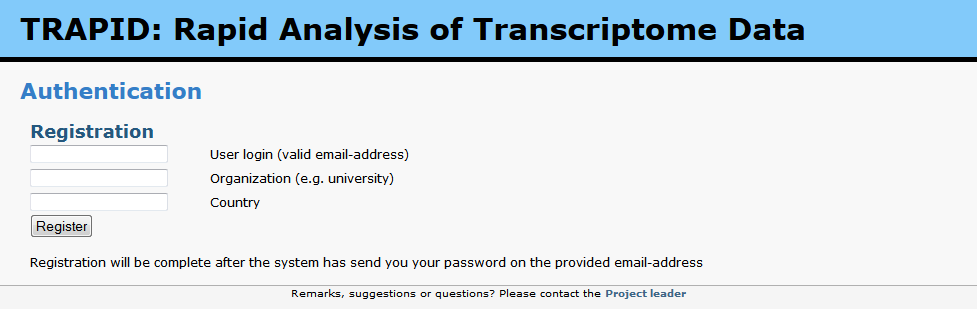 TRAPID: Rapid Analysis of Transcriptome Data
Authentication
Registration
User login (valid email-address)
Organization (e.g. university)
Country
Register
Registration will be complete after the system has send you your password on the provided email-address
Remarks, suggestions or questions? Please contact the Project leader